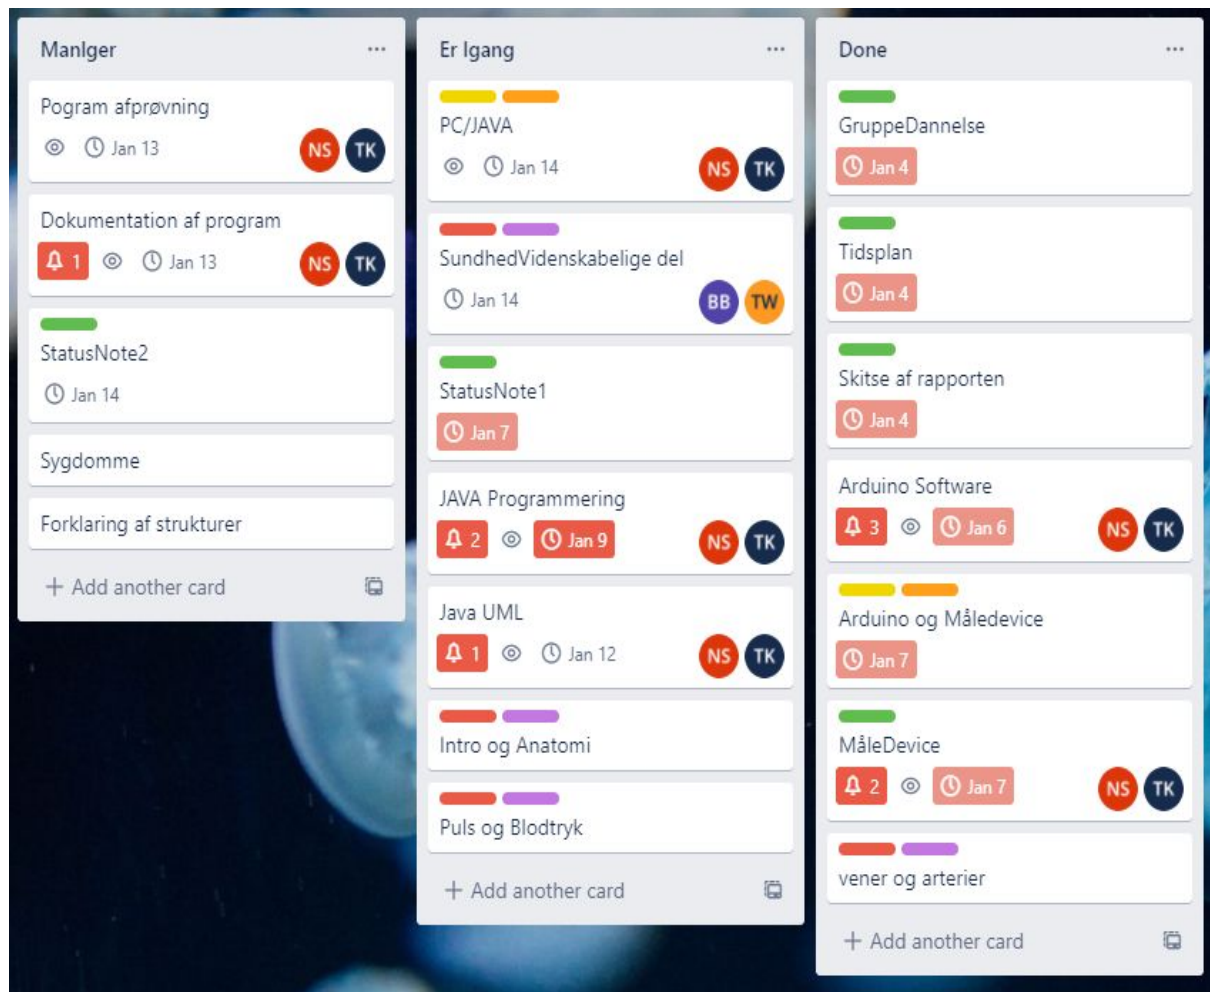 Manlger
Pogram afprøvning
Jan 13
NS TK
Dokumentation af program
1 Jan 13
NS TK
StatusNote2
Jan 14
Sygdomme
Forklaring af strukturer
+ Add another card
Er Igang
PC/JAVA
Jan 14
NS TK
SundhedVidenskabelige del
Jan 14
BB TW
StatusNote1
Jan 7
JAVA Programmering
2 Jan 9
NS TK
Java UML
1 Jan 12
NS TK
Intro og Anatomi
Puls og Blodtryk
+ Add another card
Done
GruppeDannelse
Jan 4
Tidsplan
Jan 4
Skitse af rapporten
Jan 4
Arduino Software
3 Jan 6
NS TK
Arduino og Måledevice
Jan 7
MåleDevice
2 Jan 7
NS TK
vener og arterier
+ Add another card